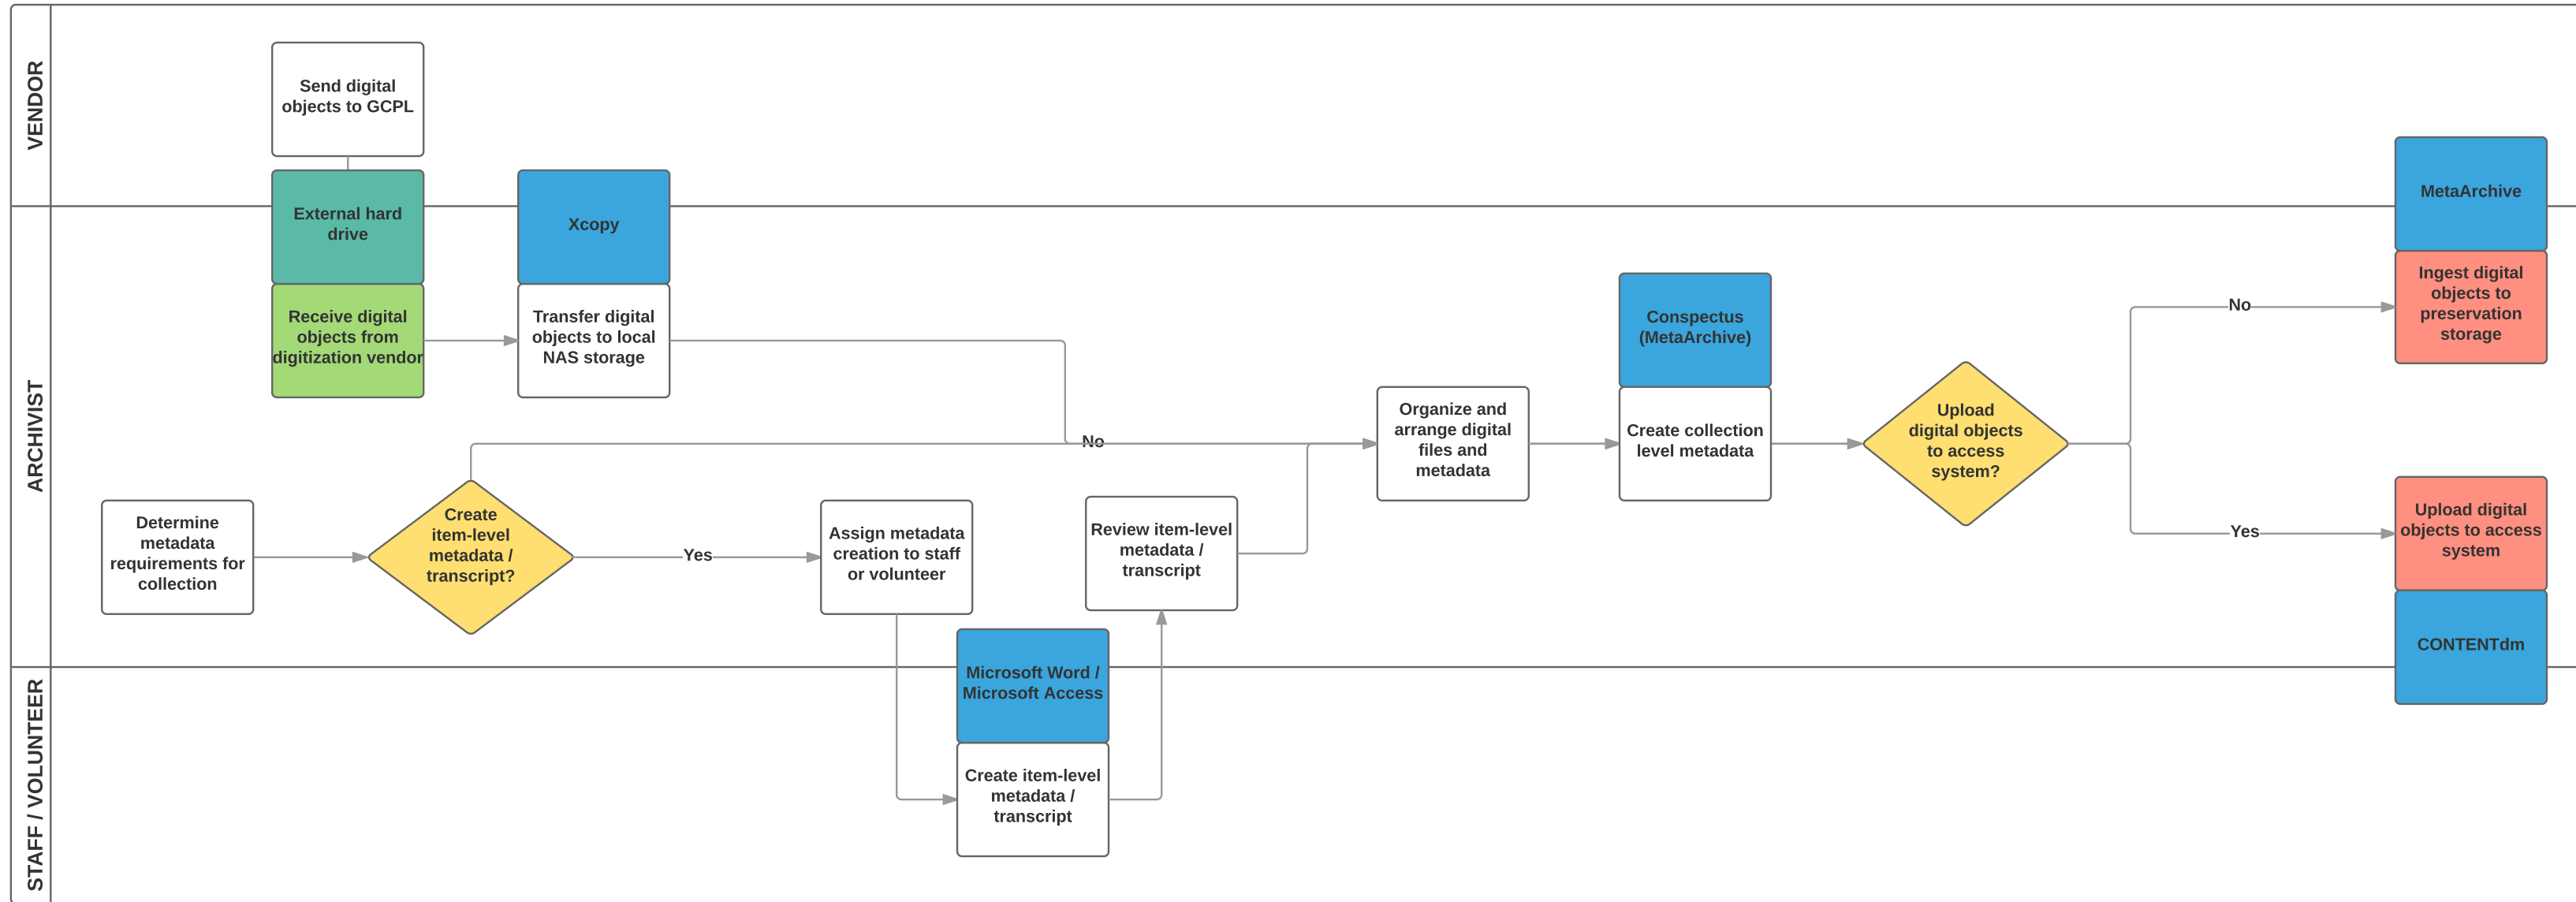 VENDOR
Send digital
objects to GCPL
External hard
drive
Xcopy
MetaArchive
ARCHIVIST
Receive digital
objects from
digitization vendor
Transfer digital
objects to local
NAS storage
Conspectus
(MetaArchive)
Ingest digital
objects to
preservation
storage
No
No
Organize and
arrange digital
files and
metadata
Create collection
level metadata
Upload
digital objects
to access
system?
Determine
metadata
requirements for
collection
Create
item-level
metadata /
transcript?
Yes
Assign metadata
creation to staff
or volunteer
Review item-level
metadata /
transcript
Yes
Upload digital
objects to access
system
CONTENTdm
STAFF / VOLUNTEER
Microsoft Word /
Microsoft Access
Create item-level
metadata /
transcript